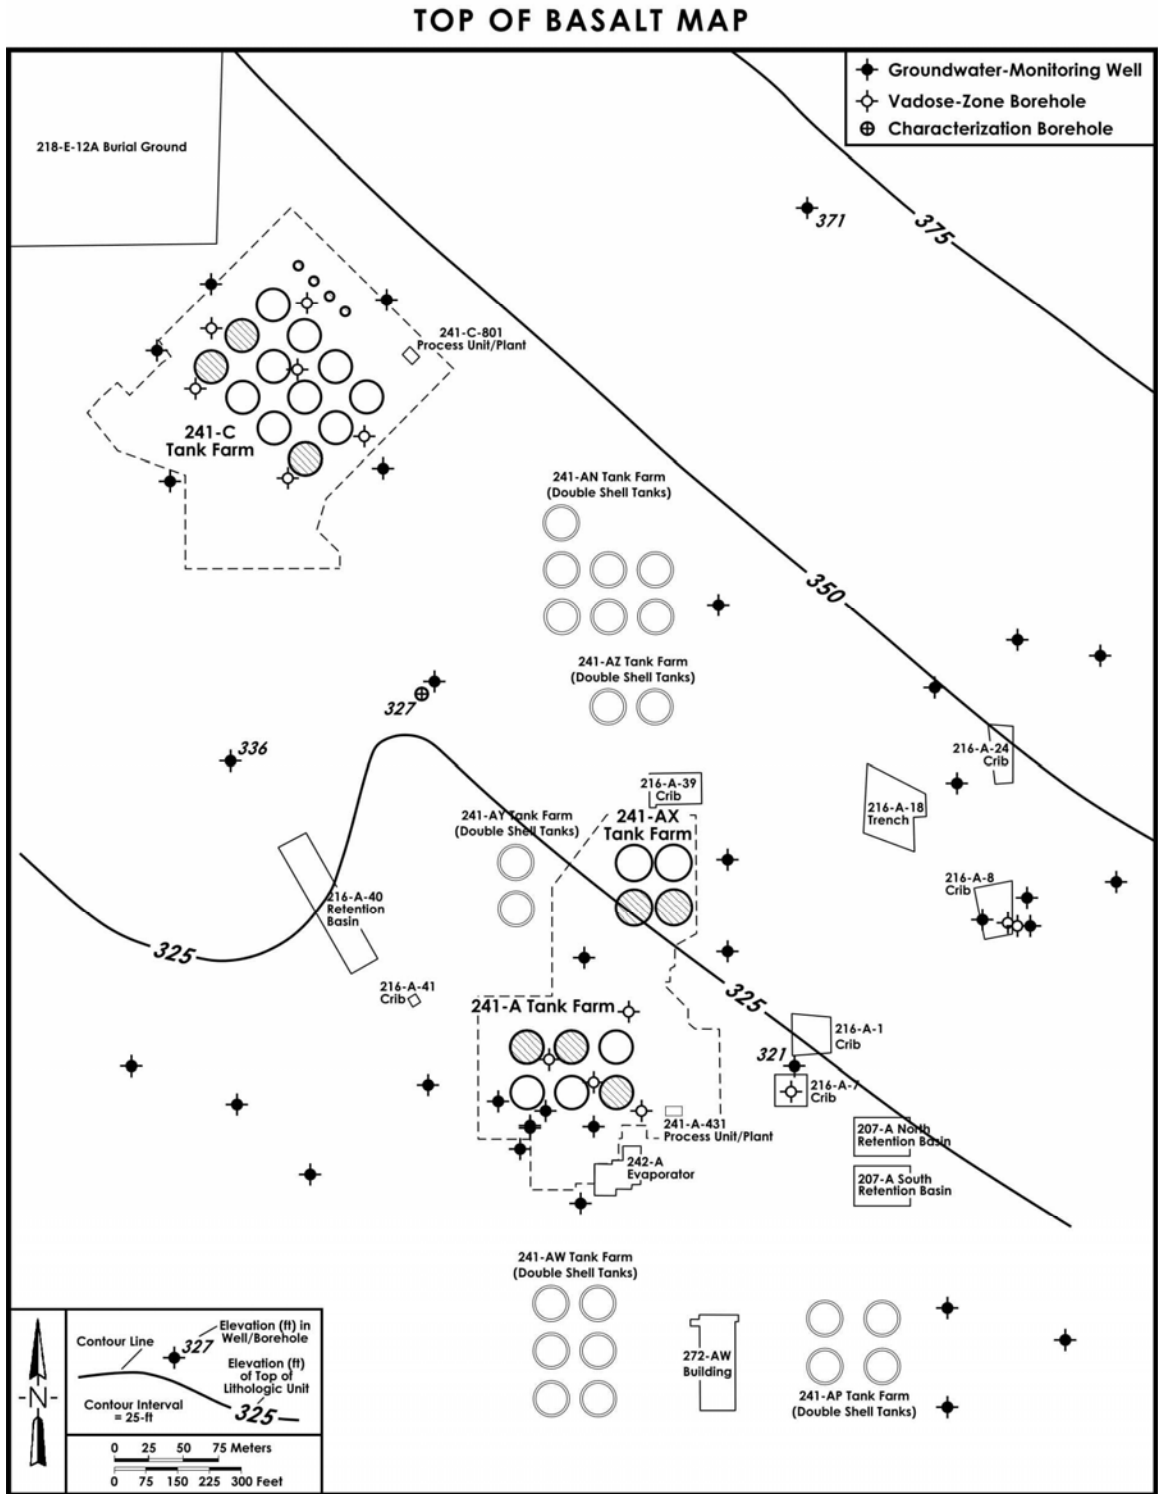 TOP OF BASALT MAP
Groundwater-Monitoring Well
Vadose-Zone Borehole
Characterization Borehole
218-E-12A Burial Ground
371
375
241-C-801
Process Unit/Plant
241-C
Tank Farm
241-AN Tank Farm
(Double Shell Tanks)
350
241-AZ Tank Farm
(Double Shell Tanks)
327
336
216-A-24
Crib
216-A-39
Crib
216-A-18
Trench
241-AY Tank Farm
(Double Shell Tanks)
241-AX
Tank Farm
216-A-8
Crib
216-A-40
Retention
Basin
325
216-A-41
Crib
325
241-A Tank Farm
216-A-1
Crib
321
216-A-7
Crib
241-A-431
Process Unit/Plant
207-A North
Retention Basin
242-A
Evaporator
207-A South
Retention Basin
241-AW Tank Farm
(Double Shell Tanks)
272-AW
Building
241-AP Tank Farm
(Double Shell Tanks)
N
Contour Line
327
Elevation (ft) in
Well/Borehole
Elevation (ft)
of Top of
Lithologic Unit
Contour Interval
= 25-ft
325
0 25 50 75 Meters
0 75 150 225 300 Feet